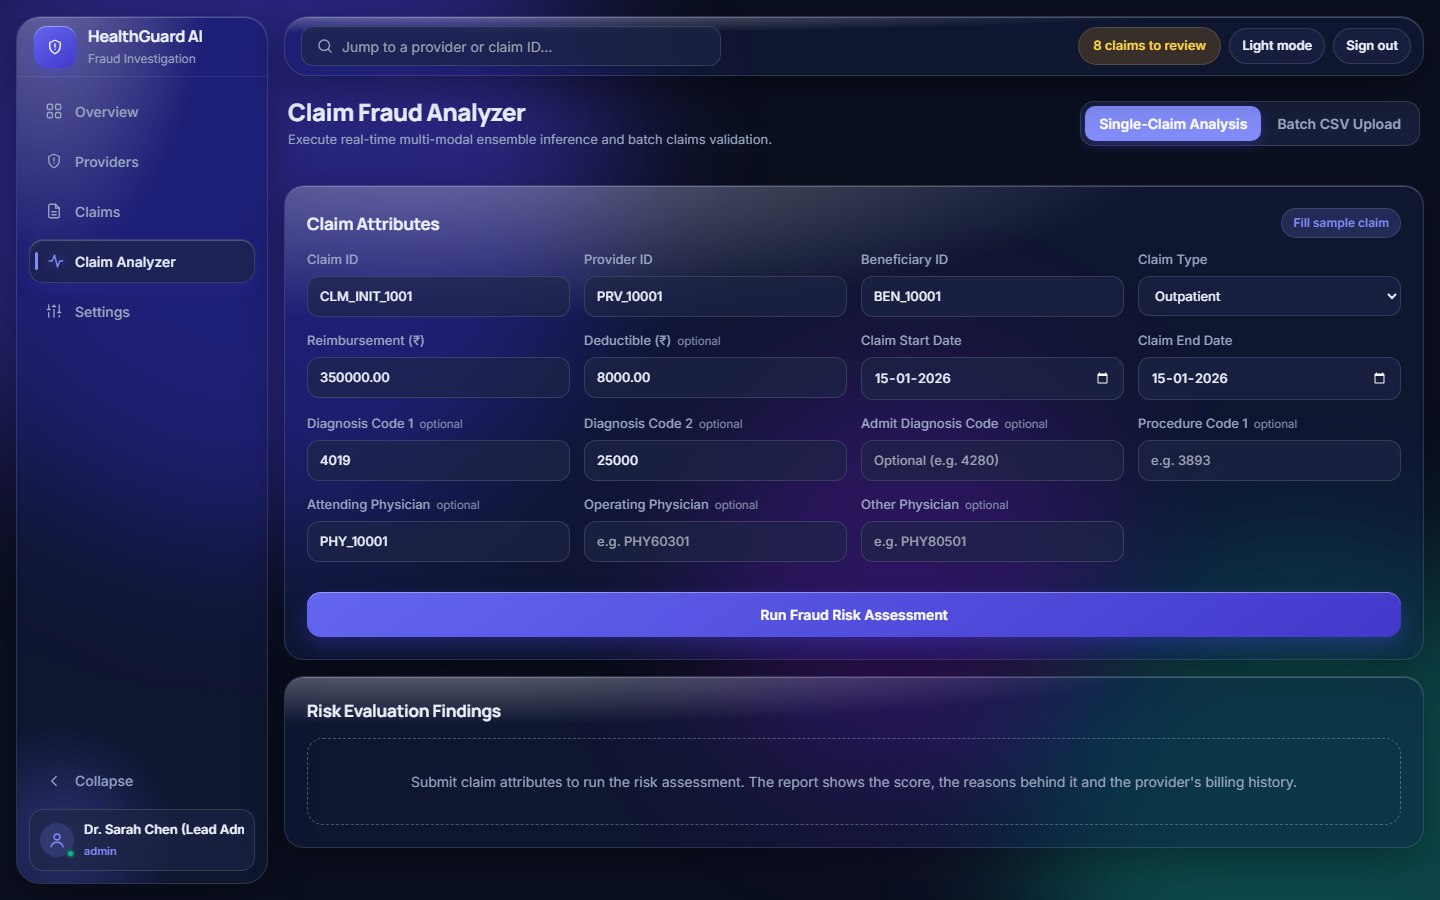 HealthGuard AI
Fraud Investigation
Overview
Providers
Claims
Claim Analyzer
Settings
Collapse
Dr. Sarah Chen (Lead Adm
admin
Jump to a provider or claim ID...
8 claims to review
Light mode
Sign out
Claim Fraud Analyzer
Execute real-time multi-modal ensemble inference and batch claims validation.
Single-Claim Analysis
Batch CSV Upload
Claim Attributes
Fill sample claim
Claim ID
Provider ID
Beneficiary ID
Claim Type
CLM_INIT_1001
PRV_10001
BEN_10001
Outpatient
Reimbursement (₹)
Deductible (₹) optional
Claim Start Date
Claim End Date
350000.00
8000.00
15-01-2026
15-01-2026
Diagnosis Code 1 optional
Diagnosis Code 2 optional
Admit Diagnosis Code optional
Procedure Code 1 optional
4019
25000
Optional (e.g. 4280)
e.g. 3893
Attending Physician optional
Operating Physician optional
Other Physician optional
PHY_10001
e.g. PHY60301
e.g. PHY80501
Run Fraud Risk Assessment
Risk Evaluation Findings
Submit claim attributes to run the risk assessment. The report shows the score, the reasons behind it and the provider's billing history.